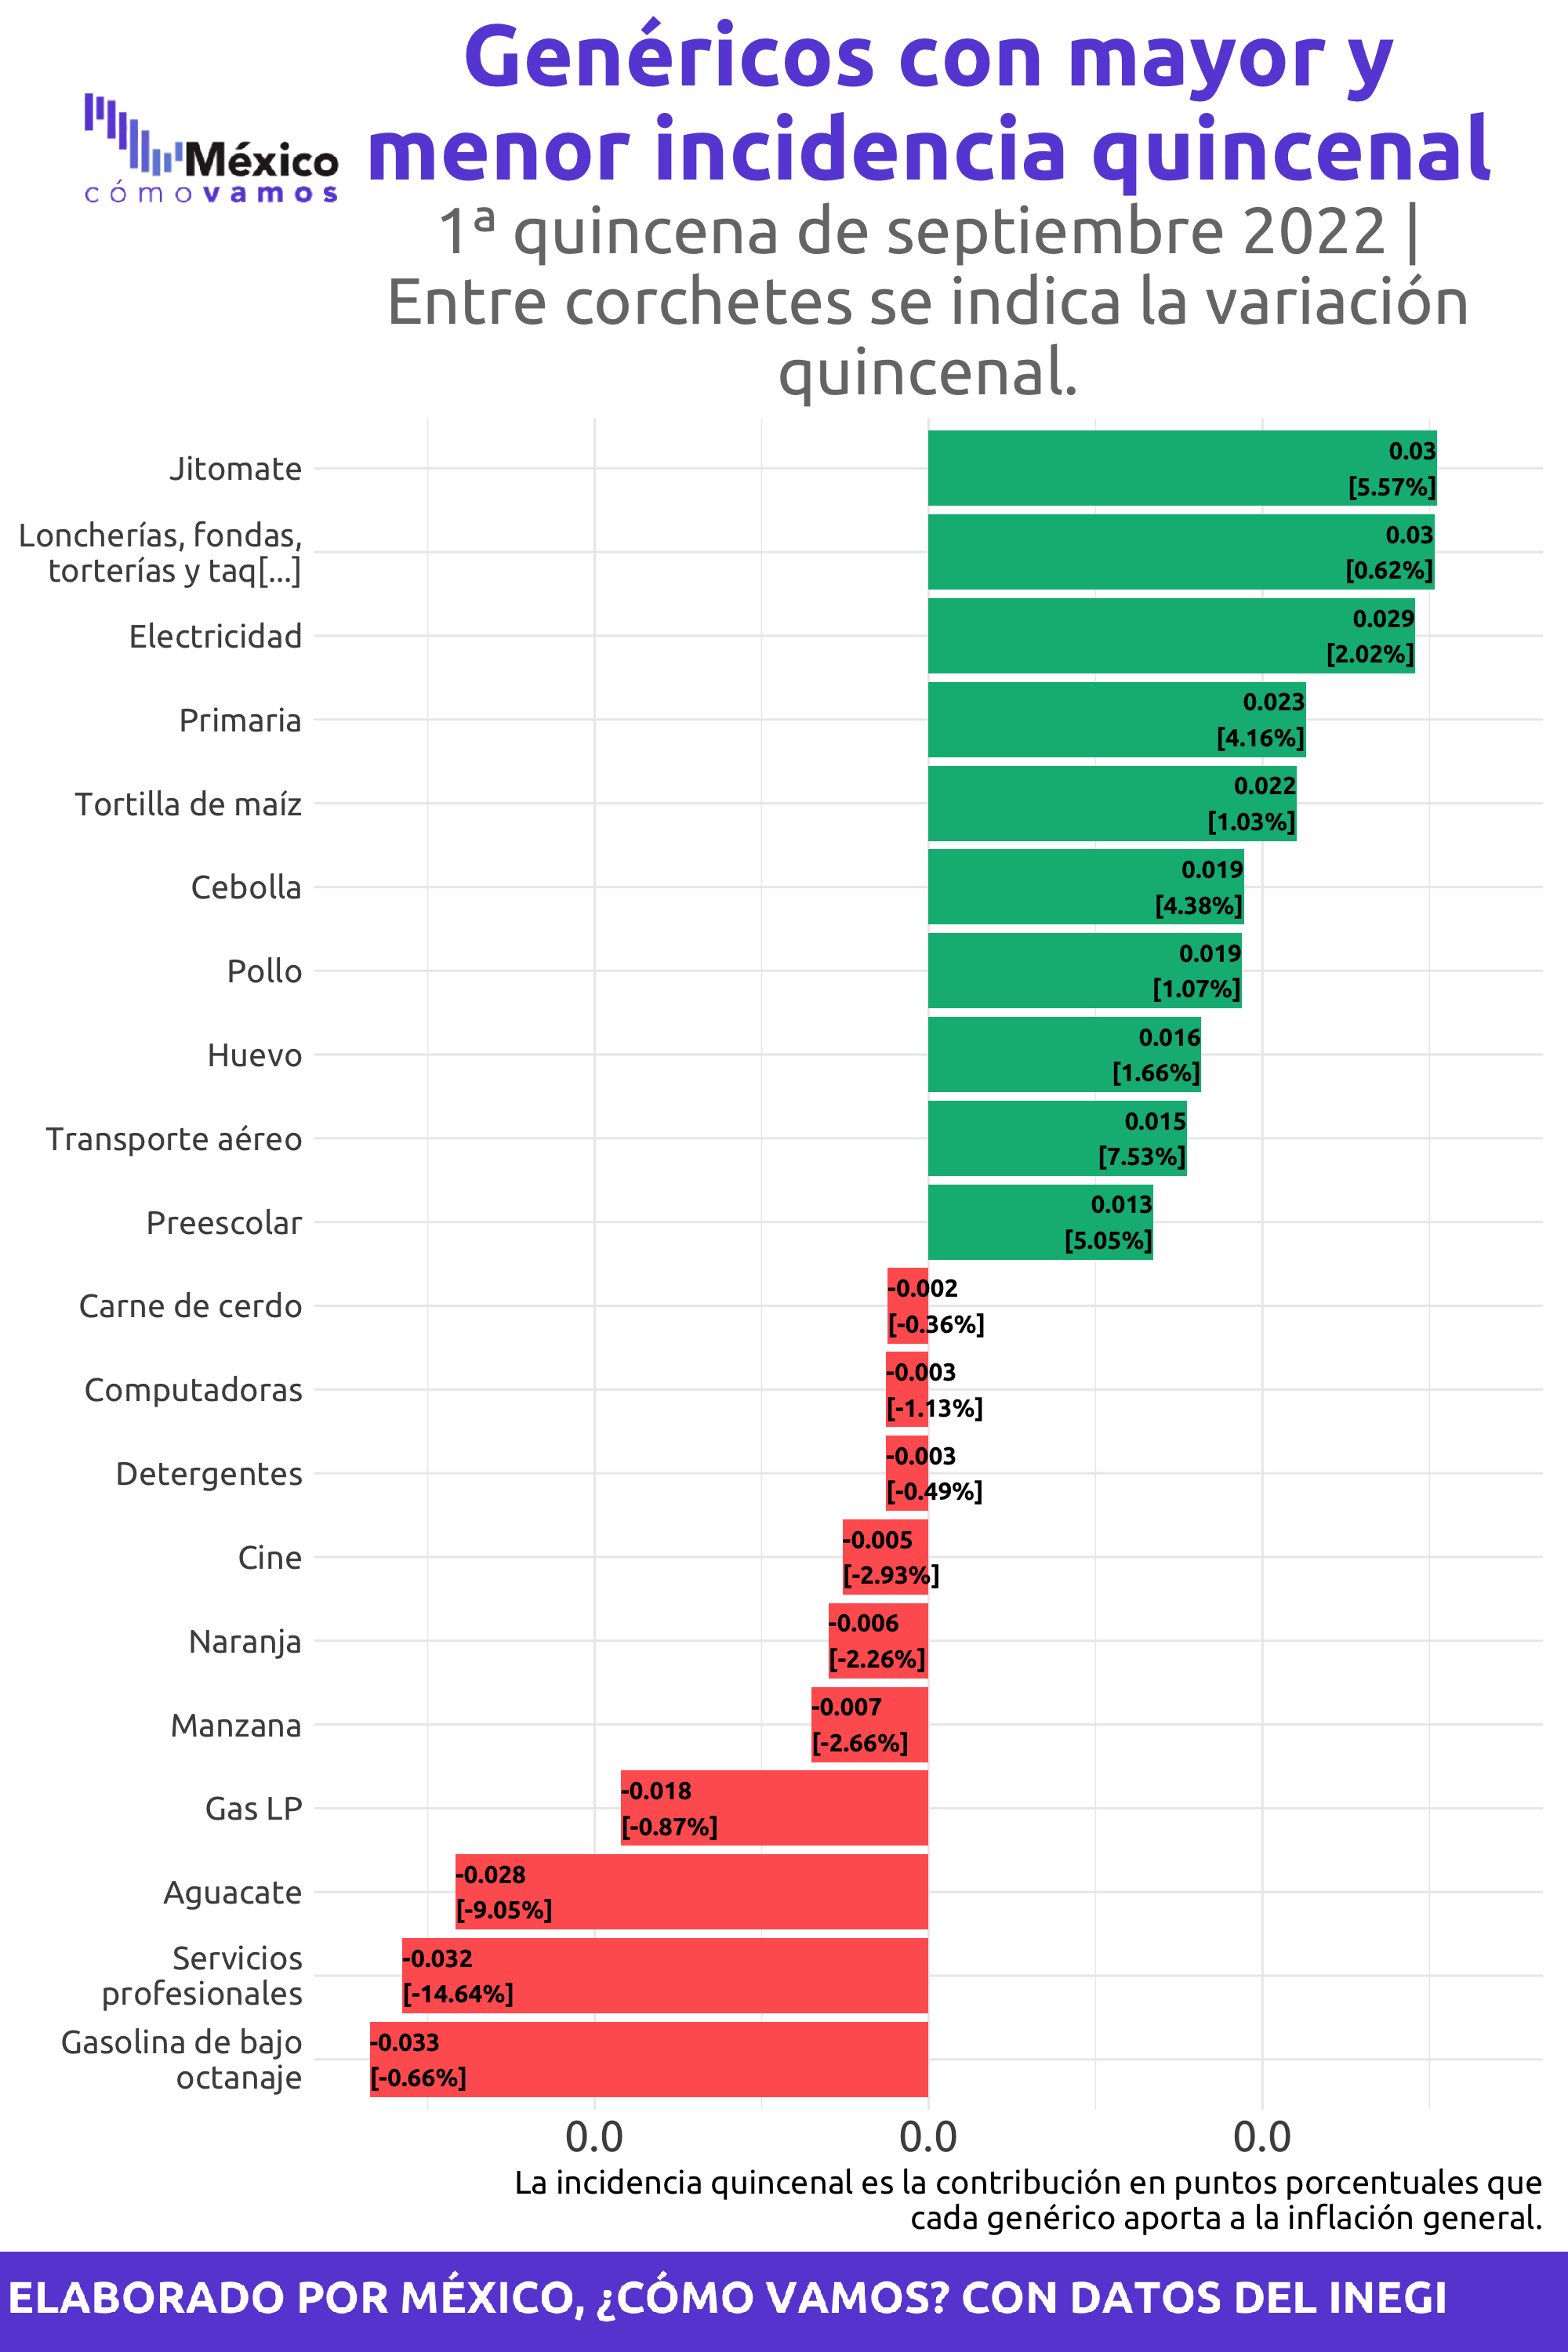 Genéricos con mayor y
menor incidencia quincenal
México
cómovamos
1ª quincena de septiembre 2022 |
Entre corchetes se indica la variación
quincenal.
Jitomate
0.03
[5.57%]
Loncherías, fondas,
torterías y taq[...]
0.03
[0.62%]
Electricidad
0.029
[2.02%]
Primaria
0.023
[4.16%]
Tortilla de maíz
0.022
[1.03%]
Cebolla
0.019
[4.38%]
Pollo
0.019
[1.07%]
Huevo
0.016
[1.66%]
Transporte aéreo
0.015
[7.53%]
Preescolar
0.013
[5.05%]
Carne de cerdo
-0.002
[-0.36%]
Computadoras
-0.003
[-1.13%]
Detergentes
-0.003
[-0.49%]
Cine
-0.005
[-2.93%]
Naranja
-0.006
[-2.26%]
Manzana
-0.007
[-2.66%]
Gas LP
-0.018
[-0.87%]
Aguacate
-0.028
[-9.05%]
Servicios
profesionales
-0.032
[-14.64%]
Gasolina de bajo
octanaje
-0.033
[-0.66%]
0.0 0.0 0.0
La incidencia quincenal es la contribución en puntos porcentuales que
cada genérico aporta a la inflación general.
ELABORADO POR MÉXICO, ¿CÓMO VAMOS? CON DATOS DEL INEGI